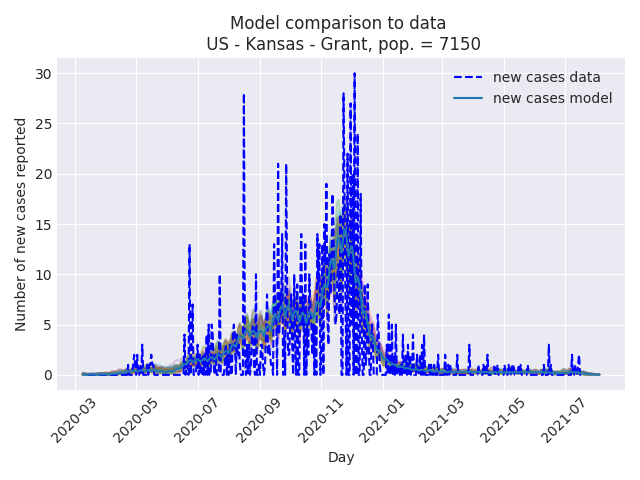 Model comparison to data
US - Kansas - Grant, pop. = 7150
new cases data
new cases model
Number of new cases reported
30
25
20
15
10
5
0
2020-03
2020-05
2020-07
2020-09
2020-11
2021-01
2021-03
2021-05
2021-07
Day